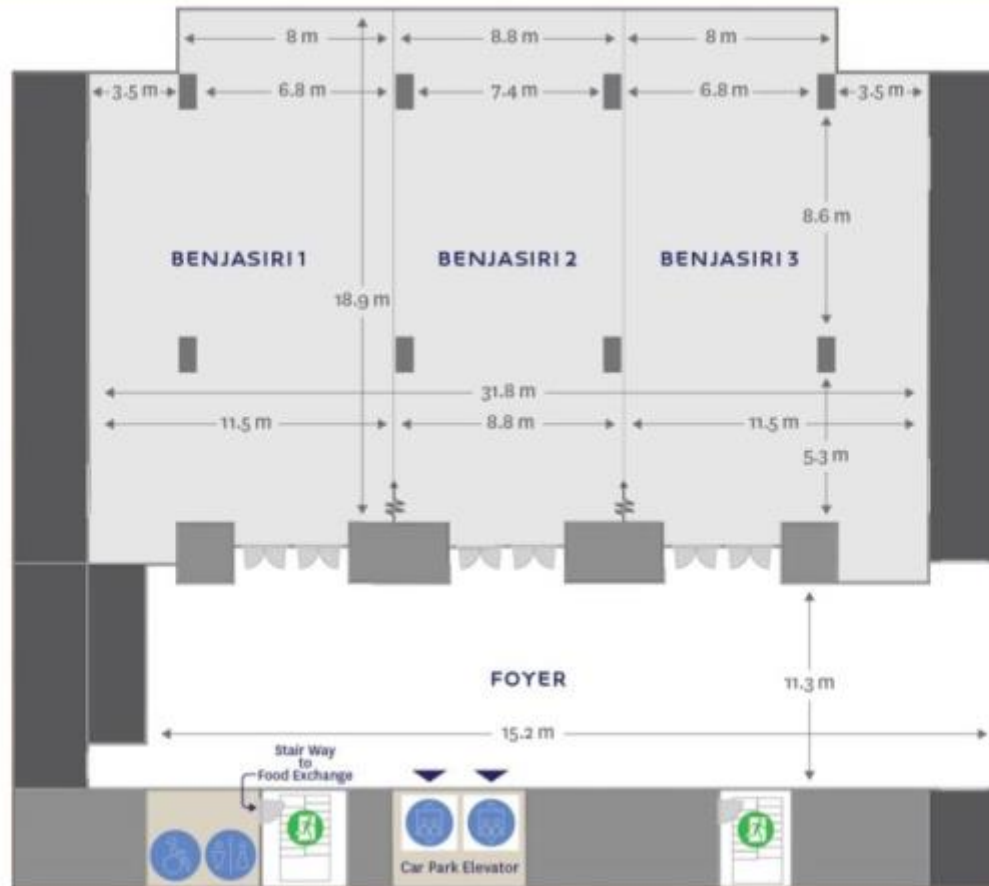 8 m
8.8 m
8 m
3.5 m
6.8 m
7.4 m
6.8 m
3.5 m
8.6 m
BENJASIRI 1
BENJASIRI 2
BENJASIRI 3
18.9 m
31.8 m
11.5 m
8.8 m
11.5 m
5.3 m
FOYER
11.3 m
15.2 m
Stair Way
to
Food Exchange
Car Park Elevator